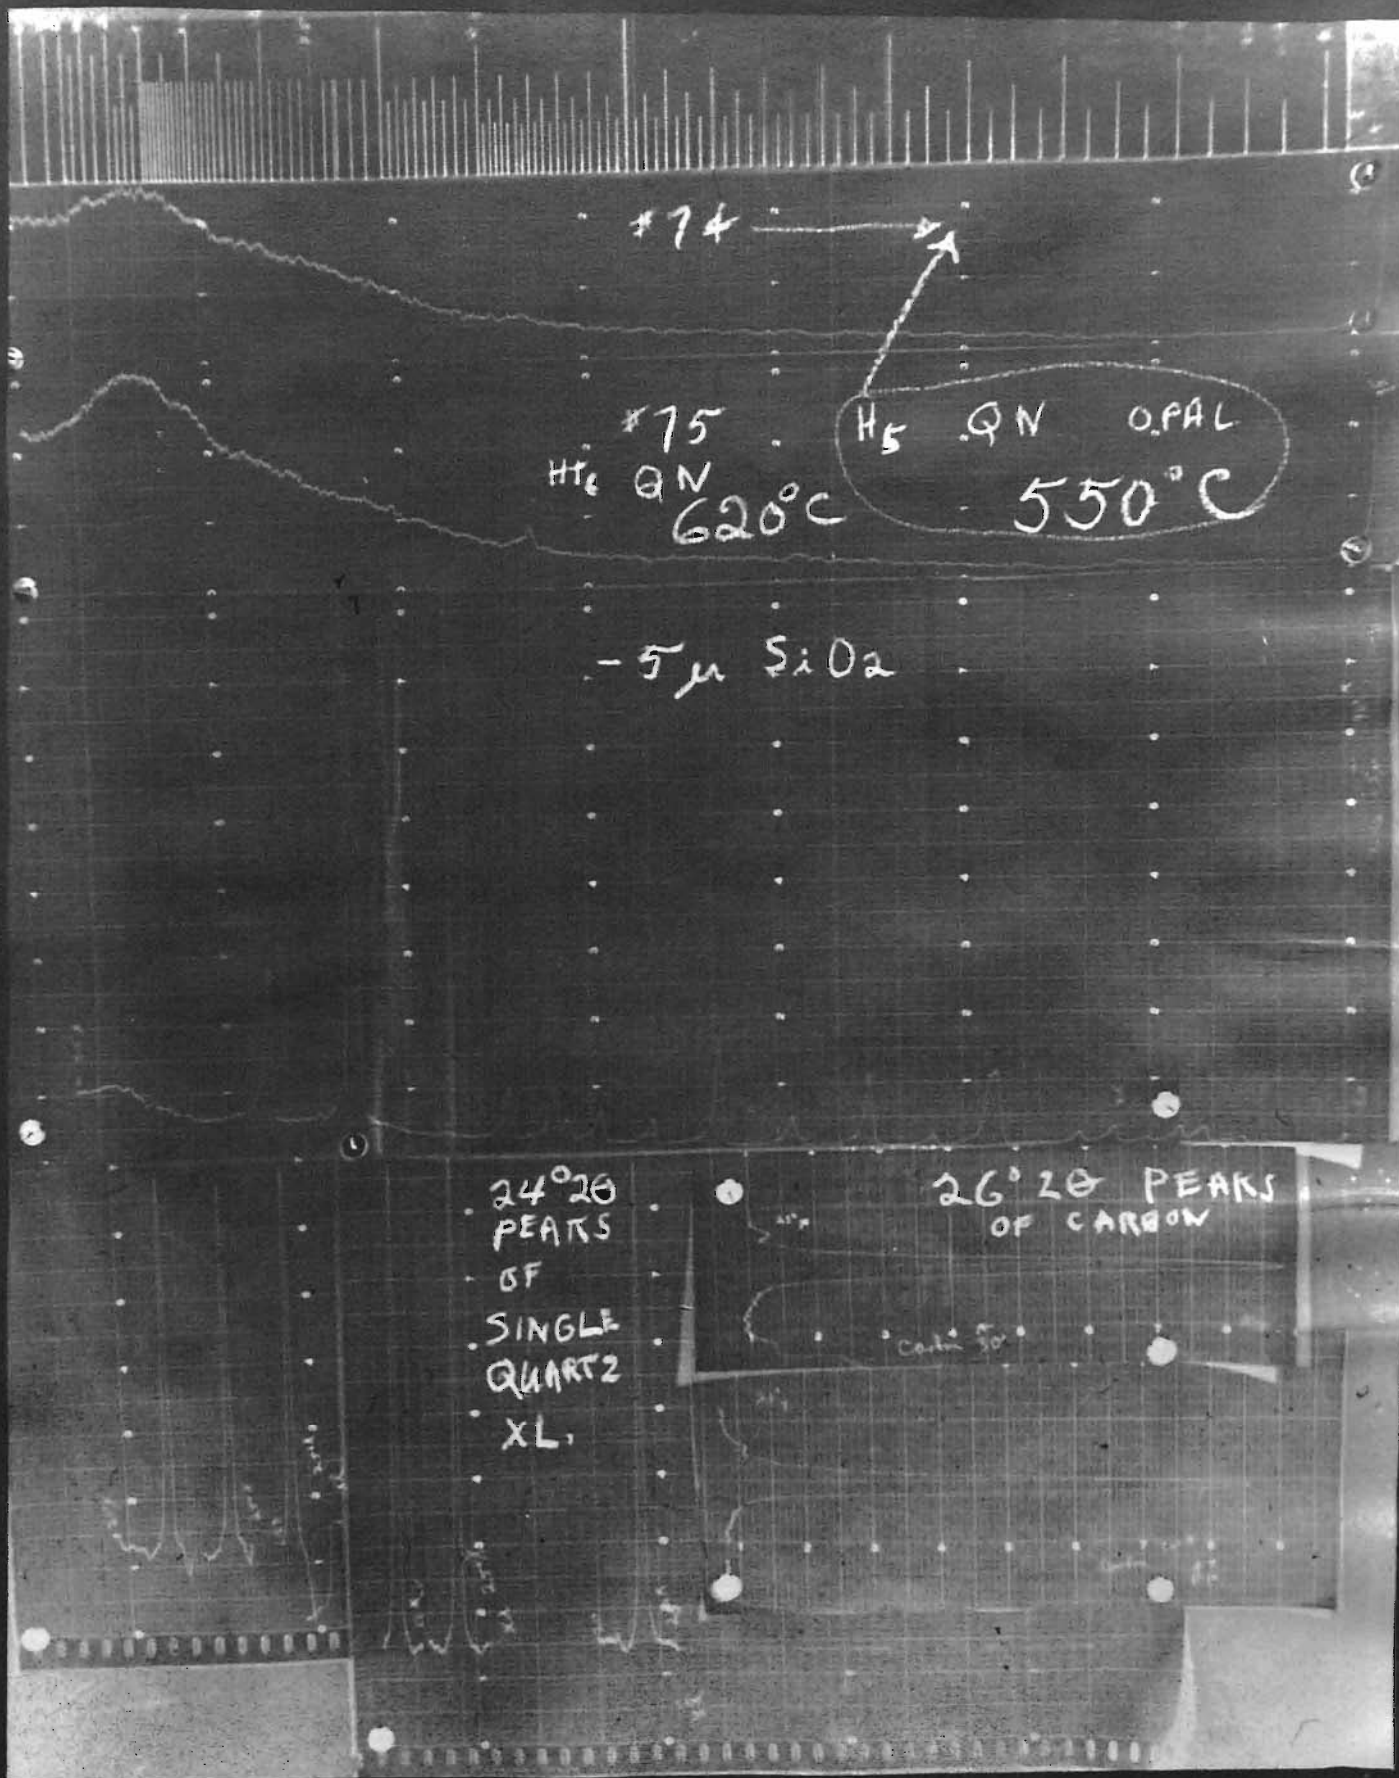 #74
H5 QN OPAL
550°C
#75
QN
620°C
-5μ SiO2
24°2θ
PEAKS
OF
SINGLE
QUARTZ
XL.
26°2θ PEAKS
OF CARBON